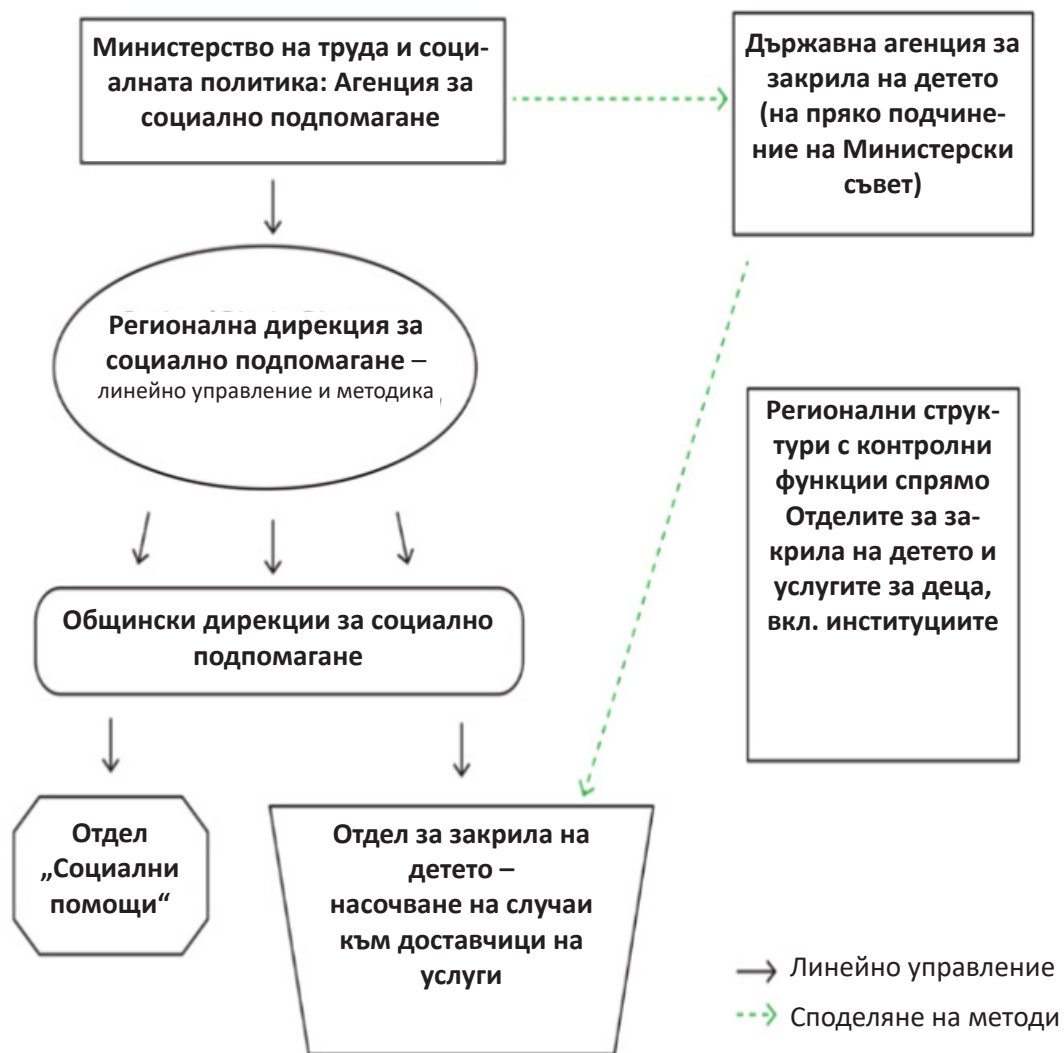 Министерство на труда и соци-
алната политика: Агенция за
социално подпомагане
Държавна агенция за
закрила на детето
(на пряко подчине-
ние на Министерски
съвет)
Регионална дирекция за
социално подпомагане –
линейно управление и методика
Регионални струк-
тури с контролни
функции спрямо
Отделите за за-
крила на детето и
услугите за деца,
вкл. институциите
Общински дирекции за социално
подпомагане
Отдел
„Социални
помощи“
Отдел за закрила на
детето –
насочване на случаи
към доставчици на
услуги
Линейно управление
Споделяне на методи